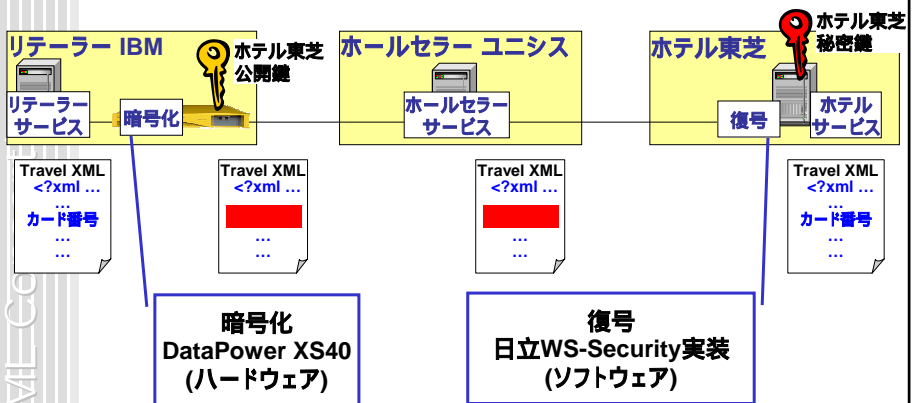 リテーラー IBM
ホテル東芝
公開鍵
ホールセラー ユニシス
ホテル東芝
ホテル東芝
秘密鍵
リテーラー
サービス
暗号化
ホールセラー
サービス
復号
ホテル
サービス
Travel XML
<?xml ...
...
カード番号
...
...
Travel XML
<?xml ...
...
...
Travel XML
<?xml ...
...
...
Travel XML
<?xml ...
...
カード番号
...
...
暗号化
DataPower XS40
(ハードウェア)
復号
日立WS-Security実装
(ソフトウェア)